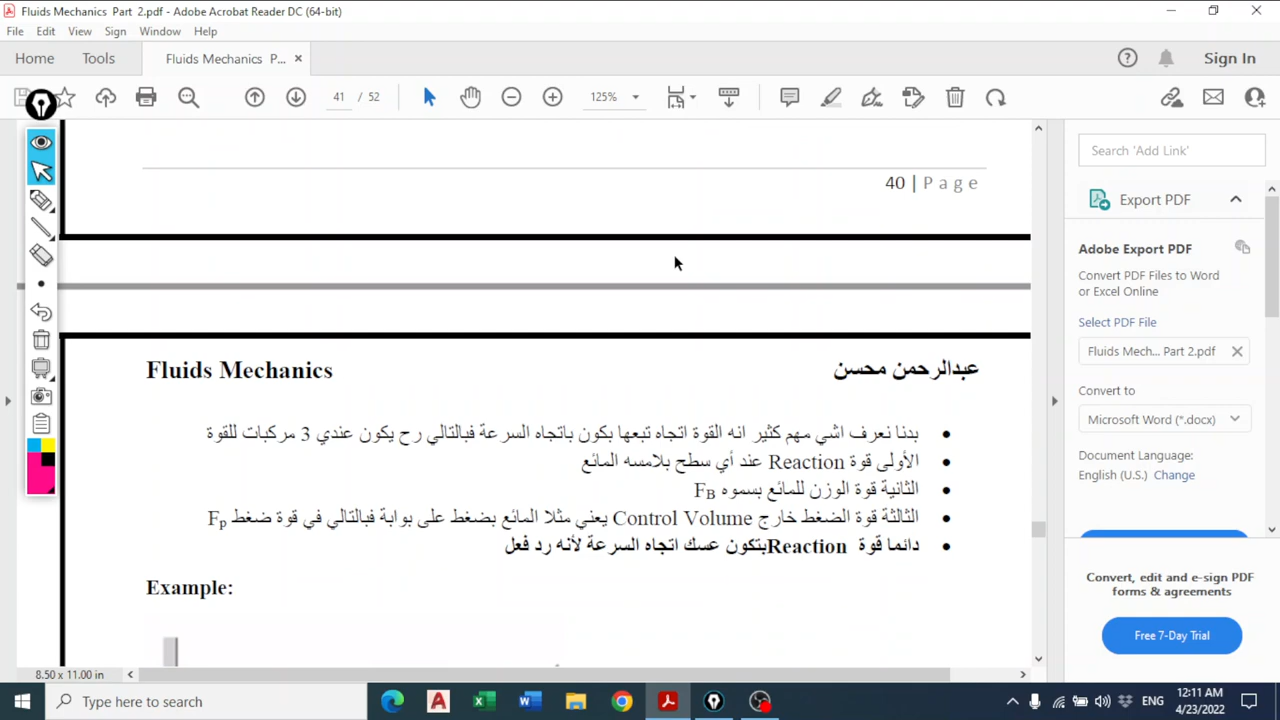 Fluids Mechanics Part 2.pdf - Adobe Acrobat Reader DC (64-bit)
File Edit View Sign Window Help
Home Tools Fluids Mechanics P... × Sign In
41 / 52 125%
Search 'Add Link'
40 | Page
Export PDF
Adobe Export PDF
Convert PDF Files to Word
or Excel Online
Select PDF File
Fluids Mech... Part 2.pdf
Convert to
Microsoft Word (*.docx)
Document Language:
English (U.S.) Change
Convert, edit and e-sign PDF
forms & agreements
Free 7-Day Trial
Fluids Mechanics عبدالرحمن محسن
• بدنا نعرف اشي مهم كثير انه القوة اتجاه تبعها بكون باتجاه السرعة فبالتالي رح يكون عندي 3 مركبات للقوة
• الأولى قوة Reaction عند أي سطح بلامسه المائع
• الثانية قوة الوزن للمائع بسموه FB
• الثالثة قوة الضغط خارج Control Volume يعني مثلا المائع بضغط على بوابة فبالتالي في قوة ضغط Fp
• دائما قوة Reaction بتكون عسك اتجاه السرعة لأنه رد فعل
Example:
8.50 x 11.00 in
Type here to search
ENG 12:11 AM
4/23/2022